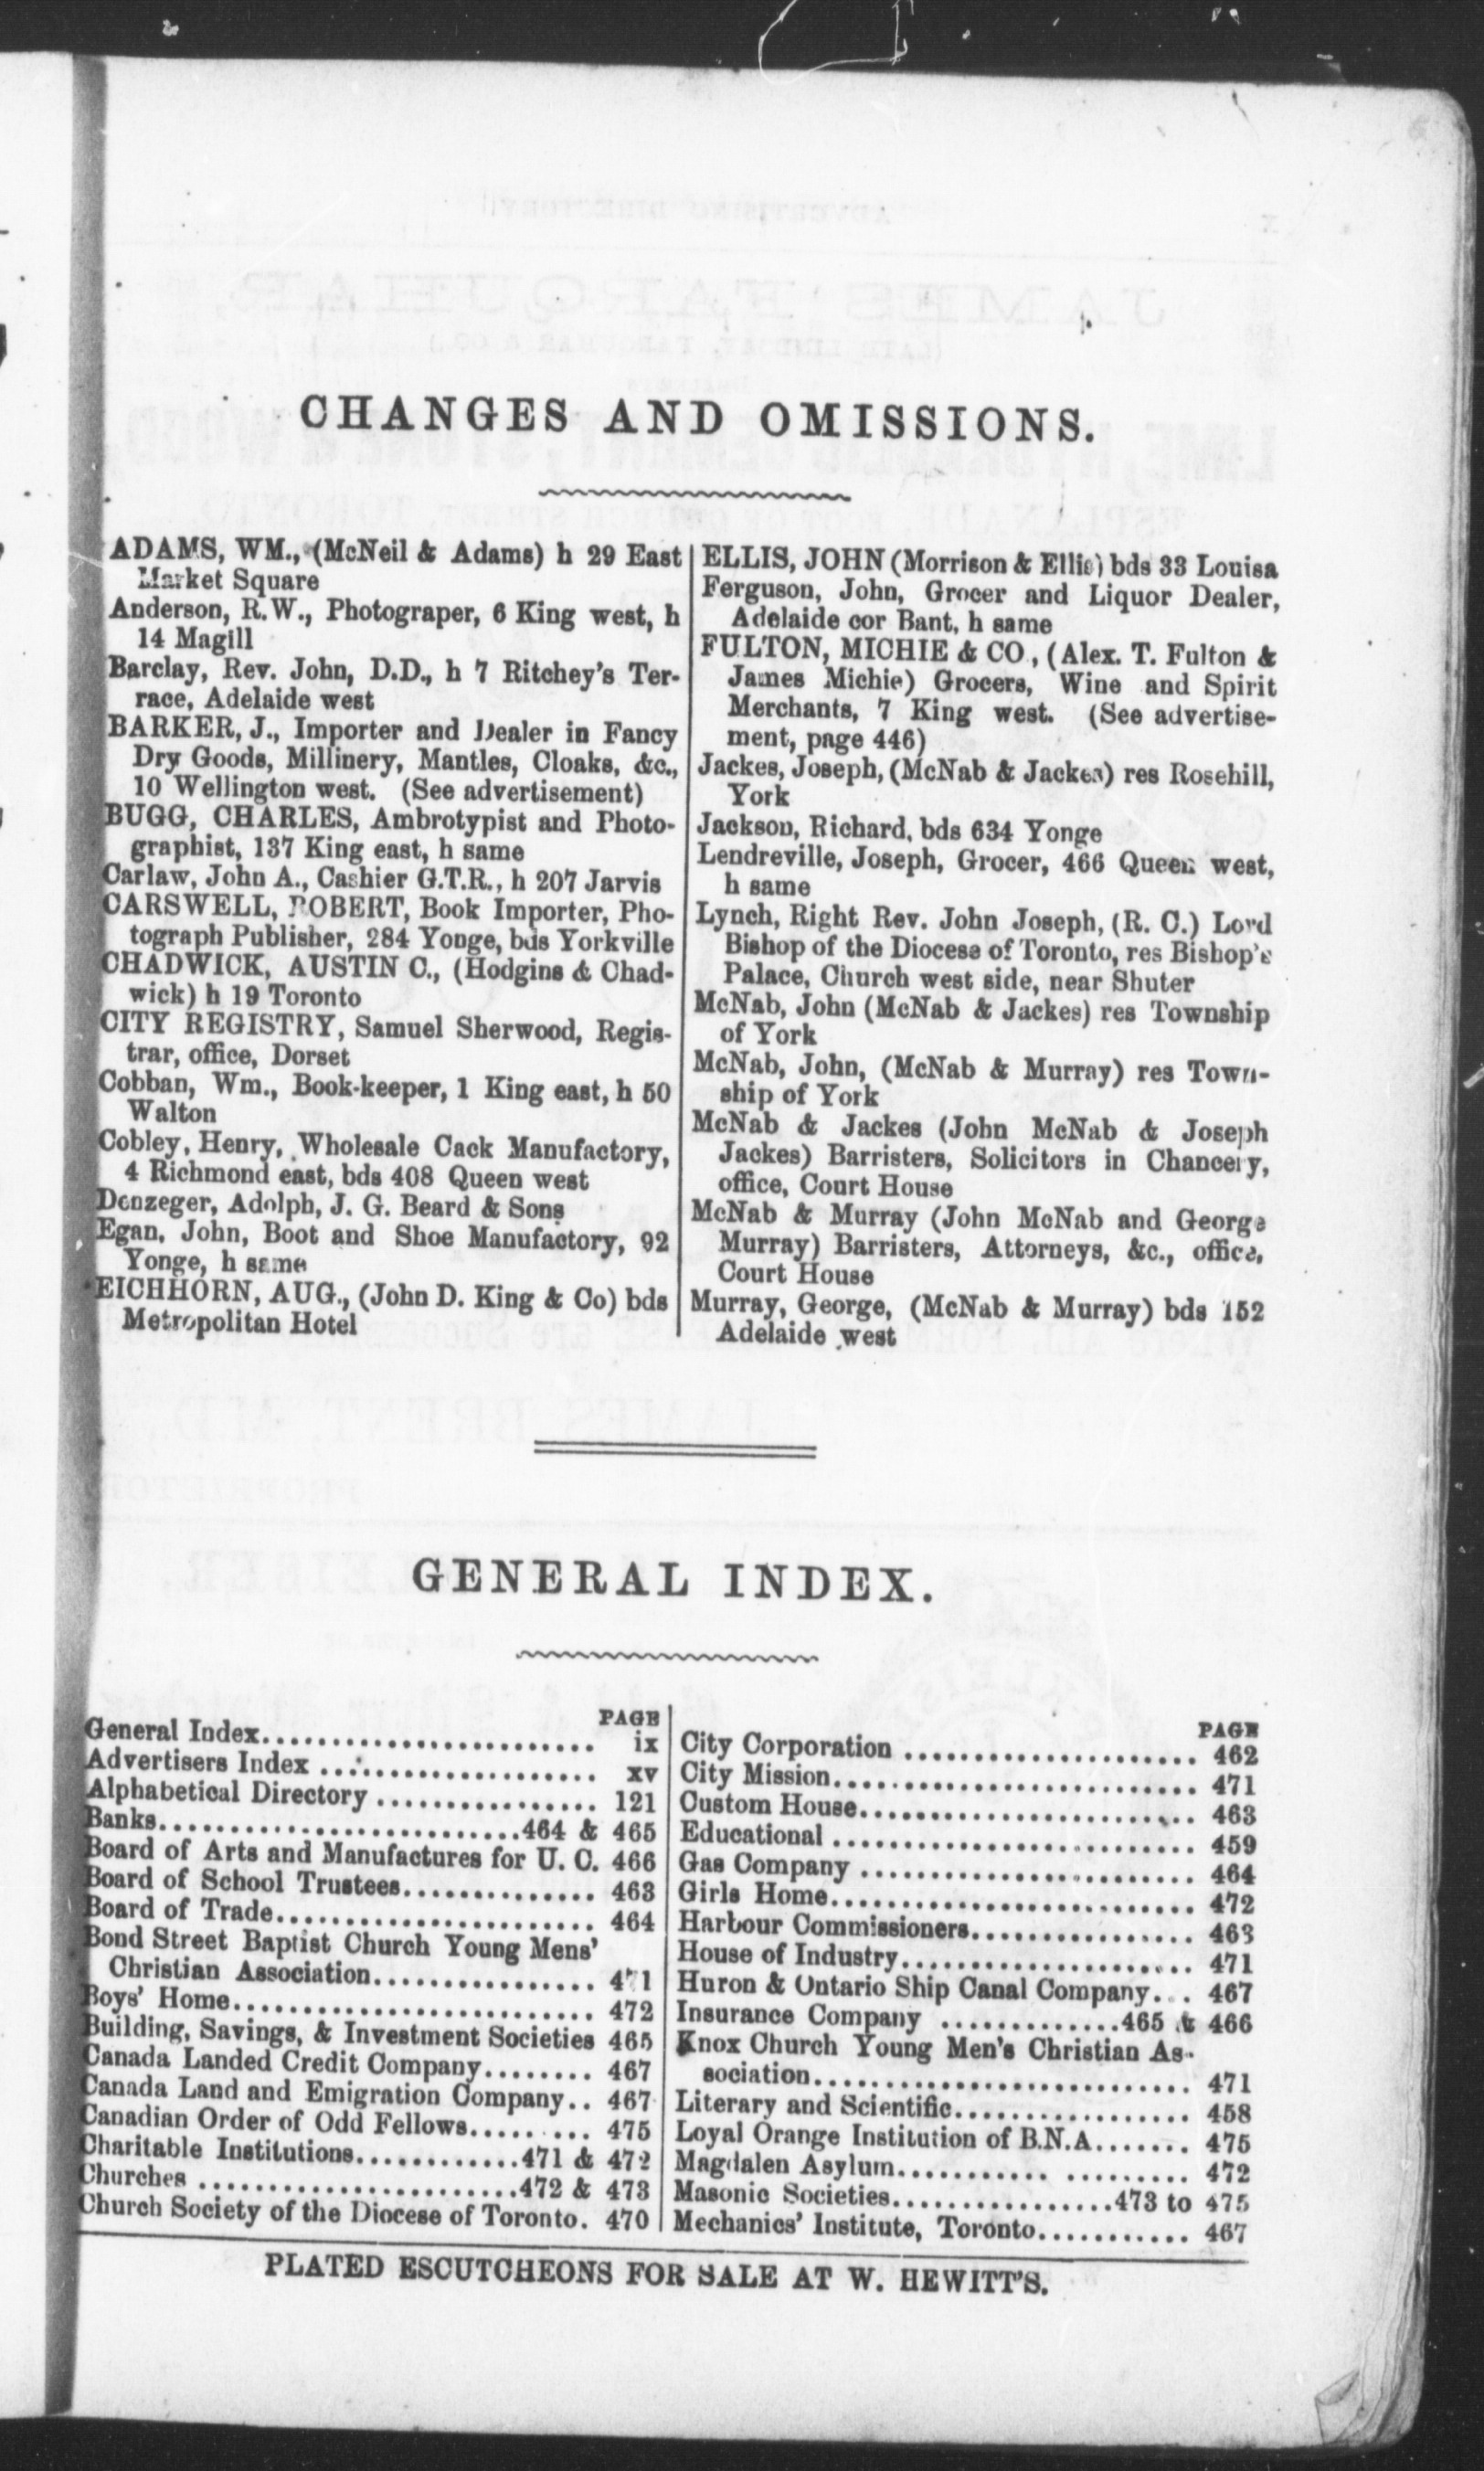 CHANGES AND OMISSIONS.
ADAMS, WM., (McNeil & Adams) h 29 East
Market Square
Anderson, R. W., Photograper, 6 King west, h
14 Magill
Barclay, Rev. John, D.D., h 7 Ritchey's Ter-
race, Adelaide west
BARKER, J., Importer and Dealer in Fancy
Dry Goods, Millinery, Mantles, Cloaks, &c.,
10 Wellington west. (See advertisement)
BUGG, CHARLES, Ambrotypist and Photo-
graphist, 137 King east, h same
Carlaw, John A., Cashier G.T.R., h 207 Jarvis
CARSWELL, ROBERT, Book Importer, Pho-
tograph Publisher, 284 Yonge, bds Yorkville
CHADWICK, AUSTIN C., (Hodgins & Chad-
wick) h 19 Toronto
CITY REGISTRY, Samuel Sherwood, Regis-
trar, office, Dorset
Cobban, Wm., Book-keeper, 1 King east, h 50
Walton
Cobley, Henry, Wholesale Cack Manufactory,
4 Richmond east, bds 408 Queen west
Denzeger, Adolph, J. G. Beard & Sons
Egan, John, Boot and Shoe Manufactory, 92
Yonge, h same
EICHHORN, AUG., (John D. King & Co) bds
Metropolitan Hotel
ELLIS, JOHN (Morrison & Ellis) bds 33 Louisa
Ferguson, John, Grocer and Liquor Dealer,
Adelaide cor Bant, h same
FULTON, MICHIE & CO., (Alex. T. Fulton &
James Michie) Grocers, Wine and Spirit
Merchants, 7 King west. (See advertise-
ment, page 446)
Jackes, Joseph, (McNab & Jackes) res Rosehill,
York
Jackson, Richard, bds 634 Yonge
Lendreville, Joseph, Grocer, 466 Queen west,
h same
Lynch, Right Rev. John Joseph, (R. C.) Lord
Bishop of the Diocese of Toronto, res Bishop's
Palace, Church west side, near Shuter
McNab, John (McNab & Jackes) res Township
of York
McNab, John, (McNab & Murray) res Town-
ship of York
McNab & Jackes (John McNab & Joseph
Jackes) Barristers, Solicitors in Chancery,
office, Court House
McNab & Murray (John McNab and George
Murray) Barristers, Attorneys, &c., office,
Court House
Murray, George, (McNab & Murray) bds 152
Adelaide west
GENERAL INDEX.
PAGE
General Index........................ ix
Advertisers Index .................... xv
Alphabetical Directory ................ 121
Banks..........................464 & 465
Board of Arts and Manufactures for U. C. 466
Board of School Trustees.............. 463
Board of Trade....................... 464
Bond Street Baptist Church Young Mens'
Christian Association................ 471
Boys' Home.......................... 472
Building, Savings, & Investment Societies 465
Canada Landed Credit Company........ 467
Canada Land and Emigration Company.. 467
Canadian Order of Odd Fellows......... 475
Charitable Institutions............471 & 472
Churches .......................472 & 473
Church Society of the Diocese of Toronto. 470
PAGE
City Corporation ..................... 462
City Mission.......................... 471
Custom House........................ 463
Educational .......................... 459
Gas Company ........................ 464
Girls Home.......................... 472
Harbour Commissioners................ 463
House of Industry..................... 471
Huron & Ontario Ship Canal Company... 467
Insurance Company .............465 & 466
Knox Church Young Men's Christian As-
sociation........................... 471
Literary and Scientific................. 458
Loyal Orange Institution of B.N.A....... 475
Magdalen Asylum.................... 472
Masonic Societies................473 to 475
Mechanics' Institute, Toronto........... 467
PLATED ESCUTCHEONS FOR SALE AT W. HEWITT'S.